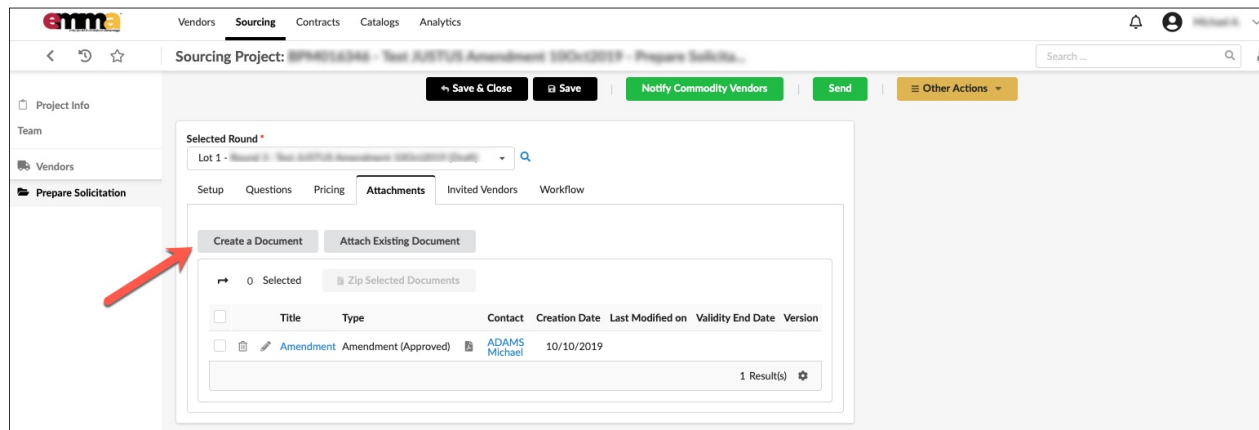 emma
Vendors Sourcing Contracts Catalogs Analytics
Sourcing Project:
Search ...
Save & Close Save Notify Commodity Vendors Send Other Actions
Project Info
Team
Vendors
Prepare Solicitation
Selected Round *
Lot 1 -
Setup Questions Pricing Attachments Invited Vendors Workflow
Create a Document Attach Existing Document
0 Selected Zip Selected Documents
Title Type Contact Creation Date Last Modified on Validity End Date Version
Amendment Amendment (Approved) ADAMS Michael 10/10/2019
1 Result(s)